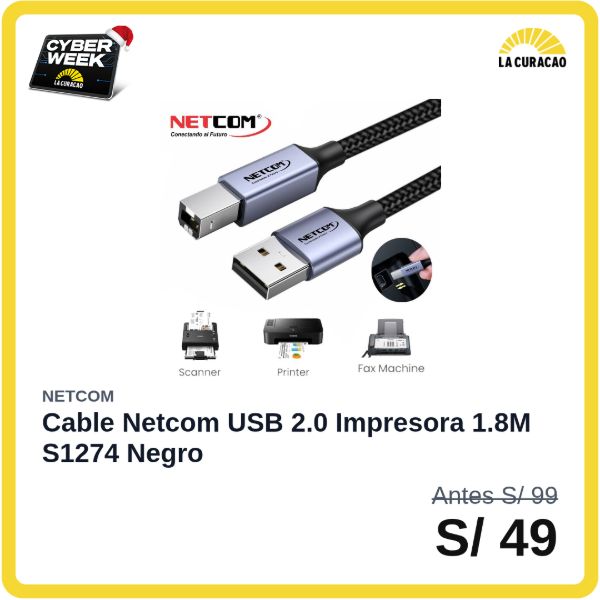 CYBER
WEEK
LA CURACAO
LA CURACAO
NETCOM®
Conectando al Futuro
NETCOM
NETCOM
NETCOM
Scanner
Printer
Fax Machine
NETCOM
Cable Netcom USB 2.0 Impresora 1.8M
S1274 Negro
Antes S/ 99
S/ 49